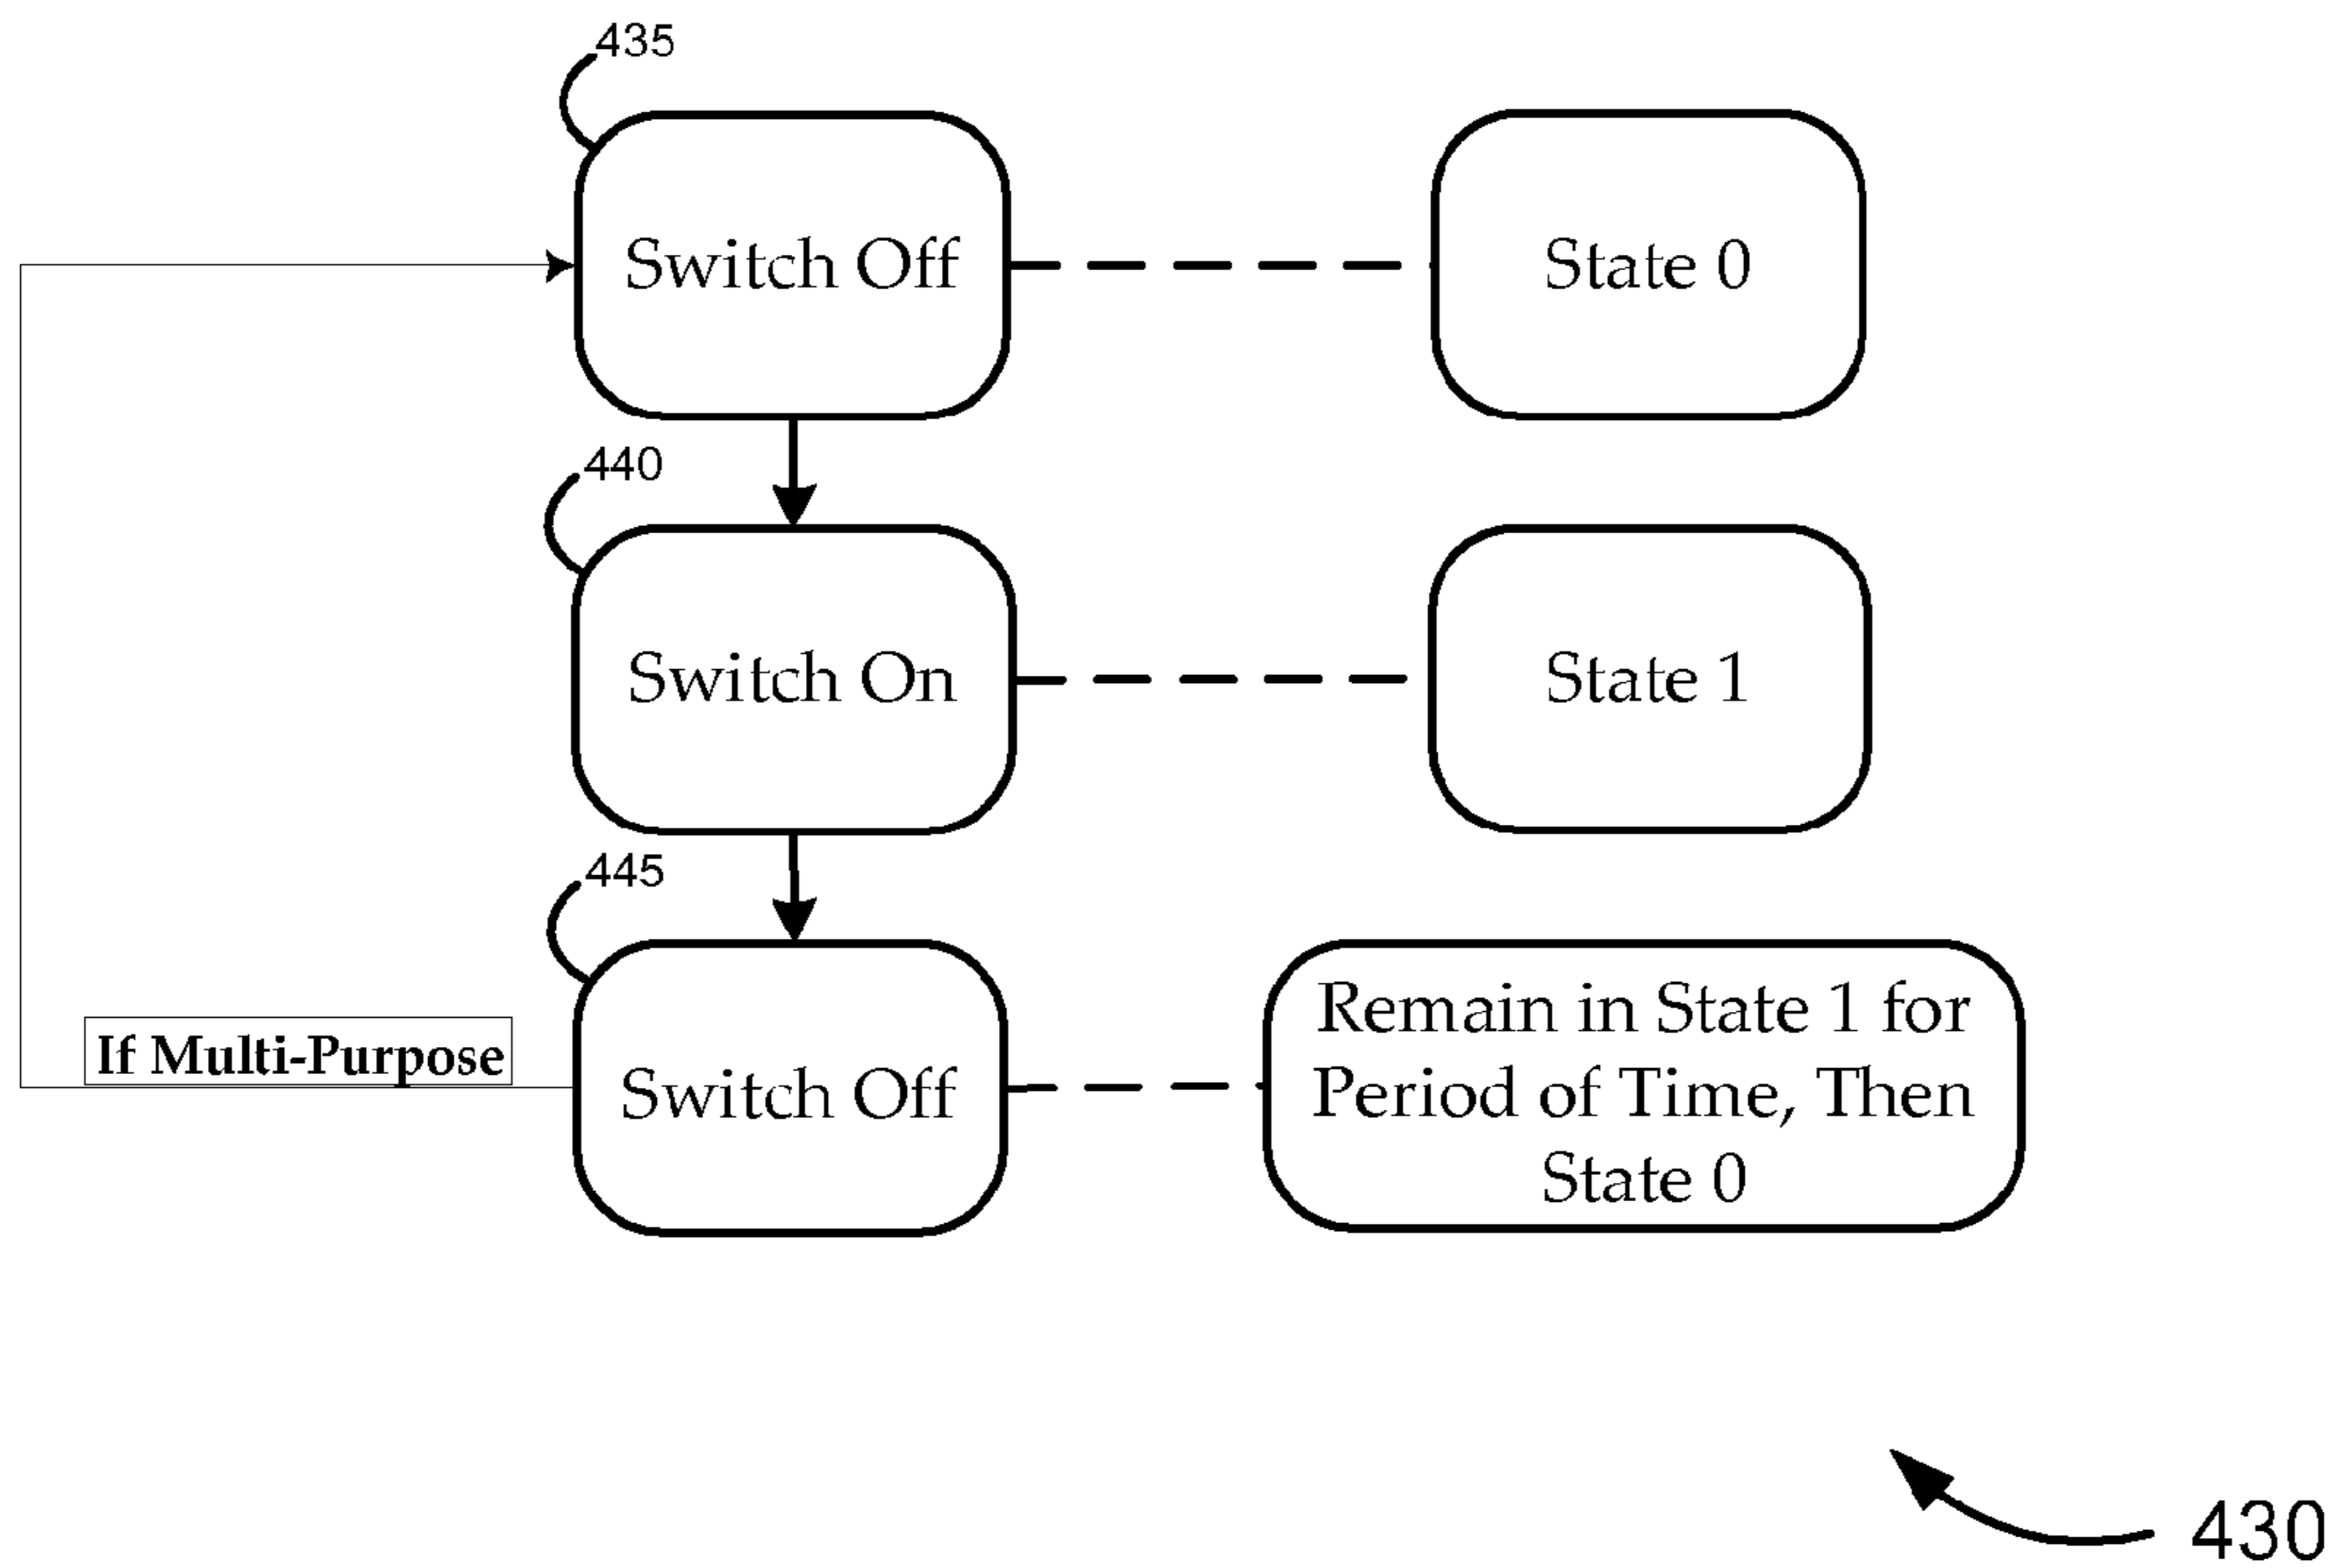 435
Switch Off
State 0
440
Switch On
State 1
445
If Multi-Purpose
Switch Off
Remain in State 1 for
Period of Time, Then
State 0
430